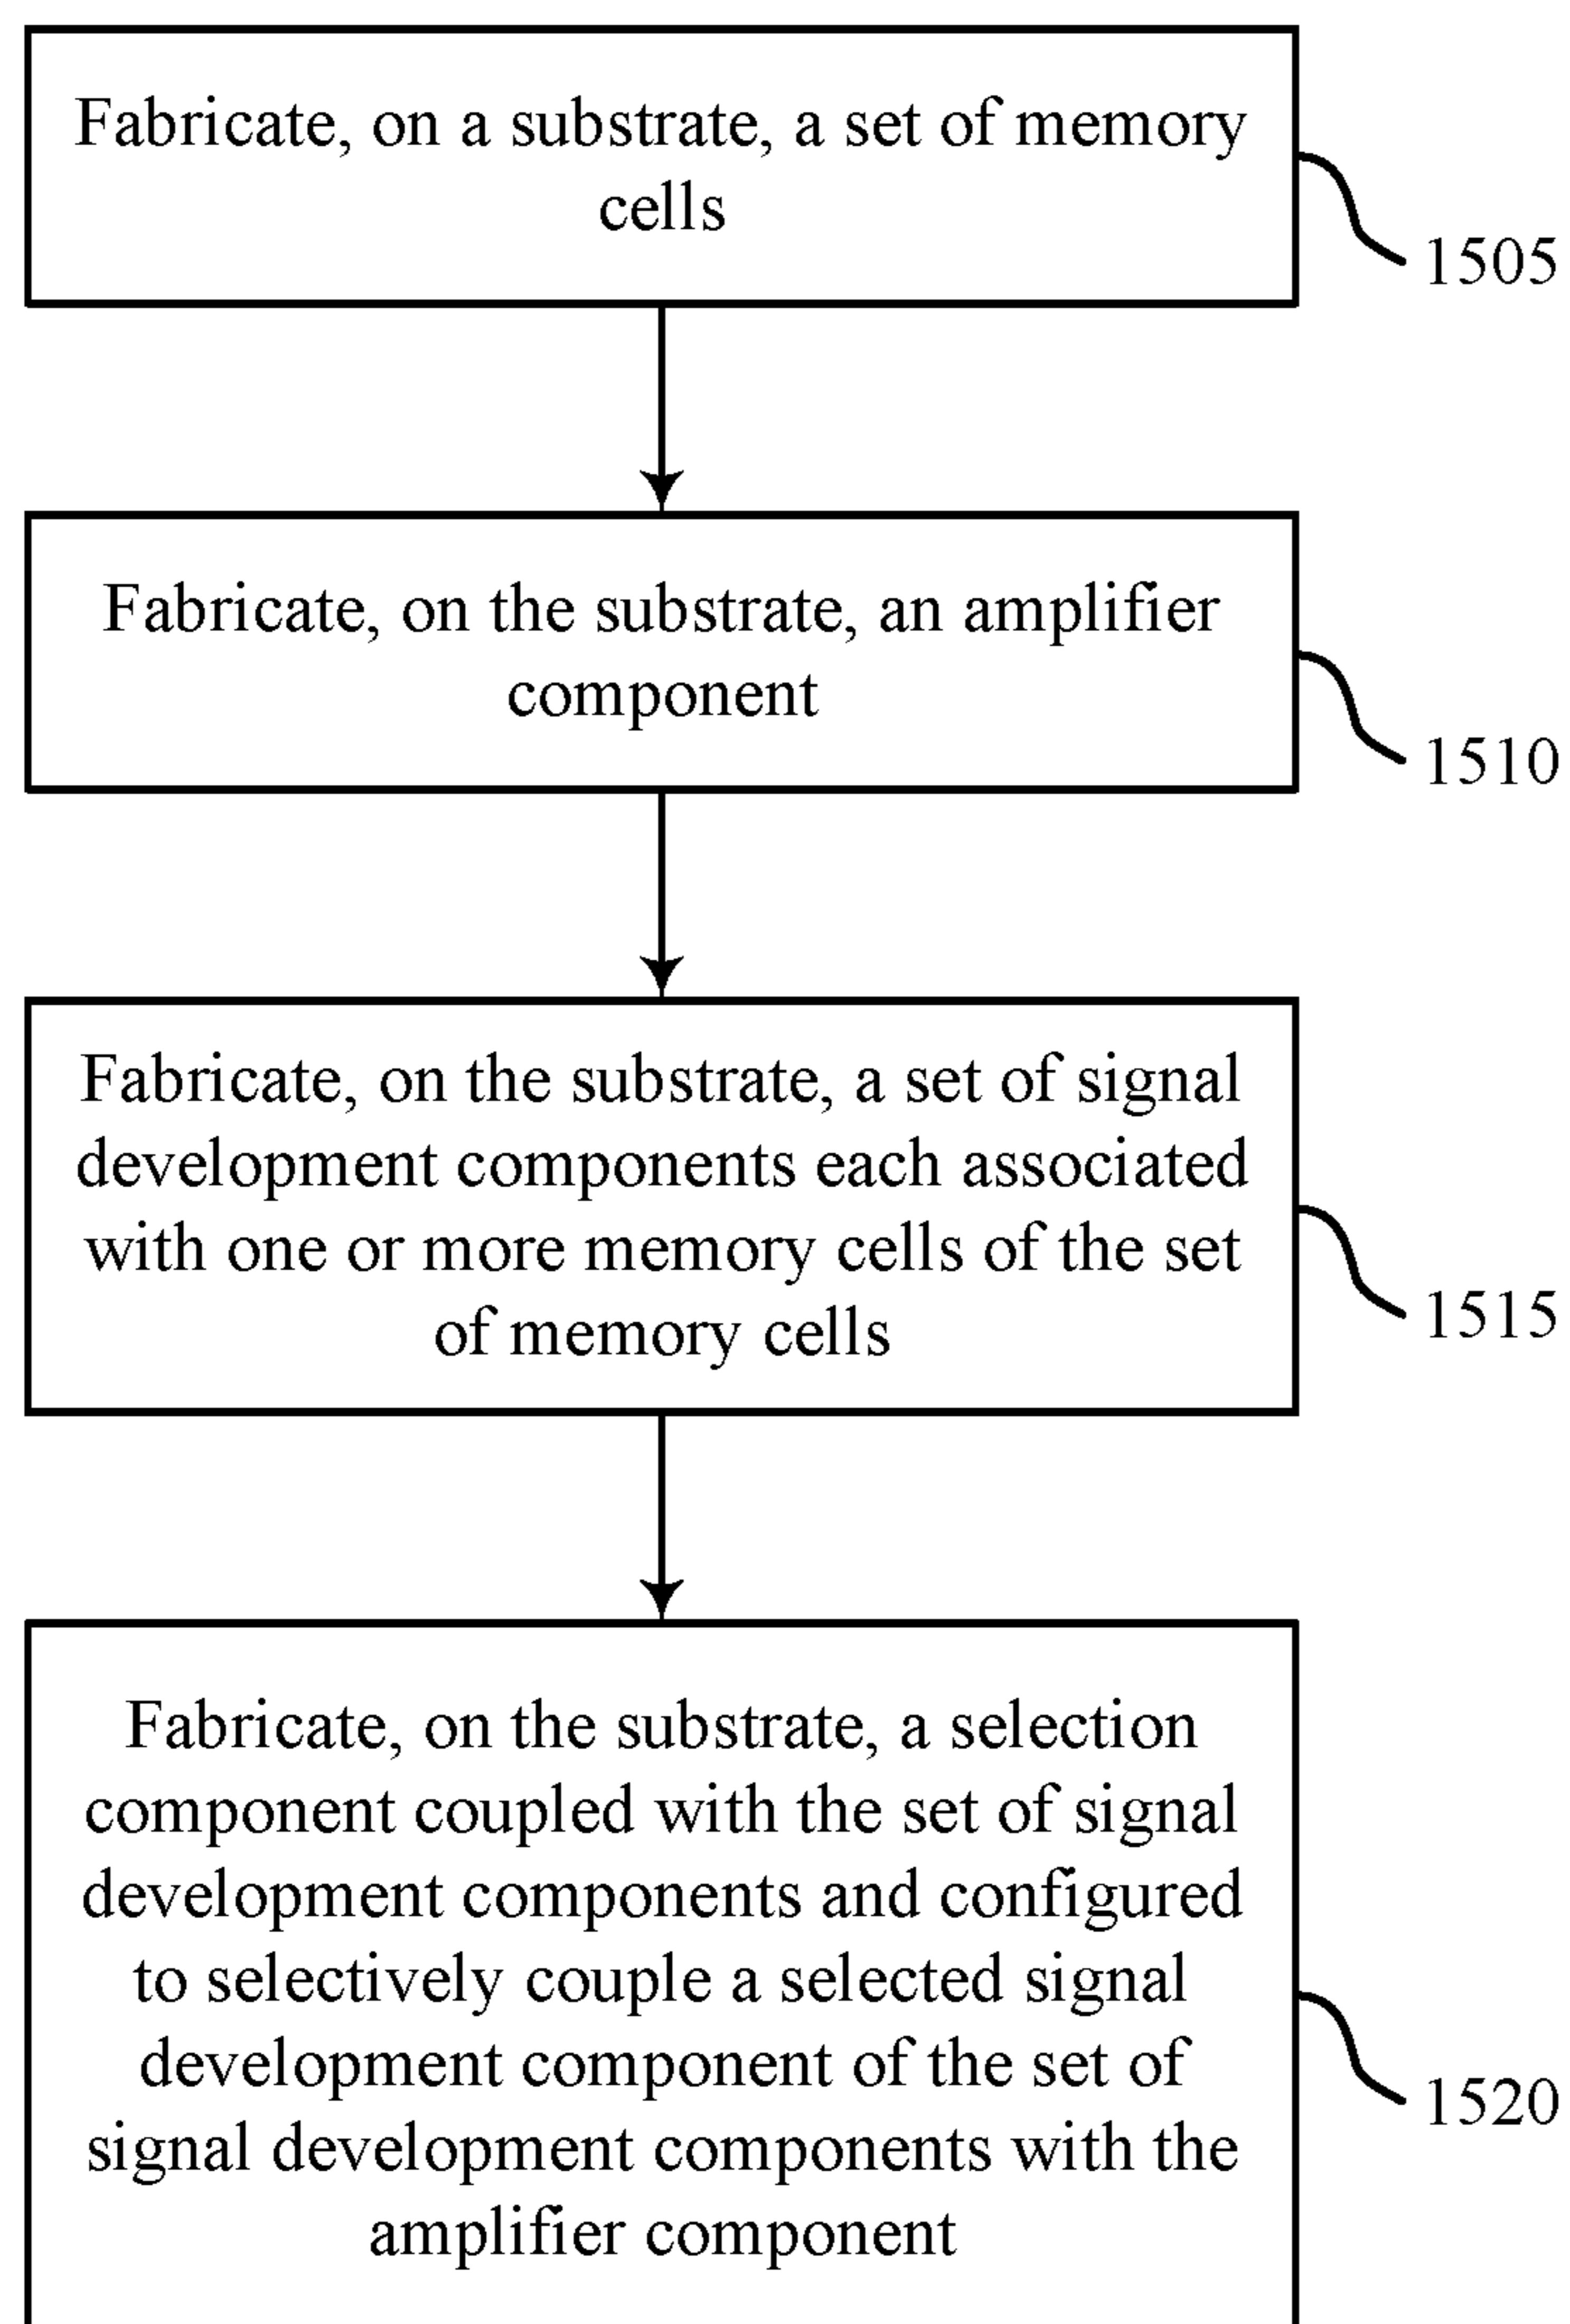 Fabricate, on a substrate, a set of memory
cells
1505
Fabricate, on the substrate, an amplifier
component
1510
Fabricate, on the substrate, a set of signal
development components each associated
with one or more memory cells of the set
of memory cells
1515
Fabricate, on the substrate, a selection
component coupled with the set of signal
development components and configured
to selectively couple a selected signal
development component of the set of
signal development components with the
amplifier component
1520